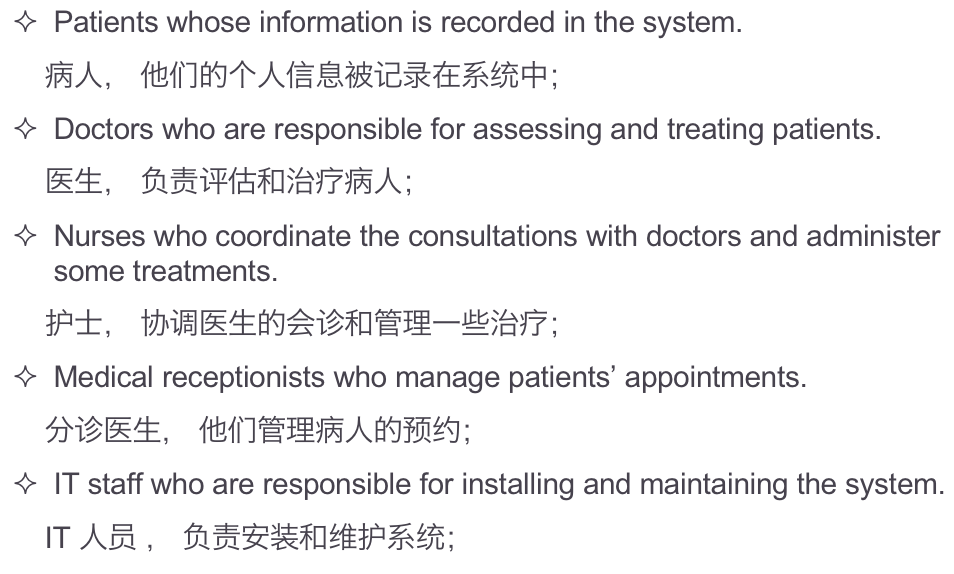 ✧ Patients whose information is recorded in the system.
病人, 他们的个人信息被记录在系统中;
✧ Doctors who are responsible for assessing and treating patients.
医生, 负责评估和治疗病人;
✧ Nurses who coordinate the consultations with doctors and administer
some treatments.
护士, 协调医生的会诊和管理一些治疗;
✧ Medical receptionists who manage patients’ appointments.
分诊医生, 他们管理病人的预约;
✧ IT staff who are responsible for installing and maintaining the system.
IT 人员 , 负责安装和维护系统;